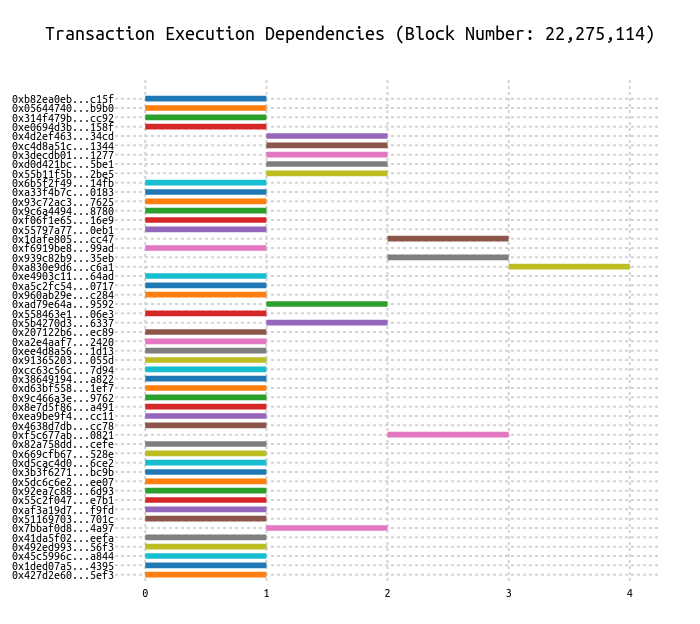 Transaction Execution Dependencies (Block Number: 22,275,114)
0xb82ea0eb...c15f
0x05644740...b9b0
0x314f479b...cc92
0xe0694d3b...158f
0x4d2ef463...34cd
0xc4d8a51c...1344
0x3decdb01...1277
0xd0d421bc...5be1
0x55b11f5b...2be5
0x6b5f2f49...14fb
0xa33f4b7c...0183
0x93c72ac3...7625
0x9c6a4494...8780
0xf06f1e65...16e9
0x55797a77...0eb1
0x1dafe805...cc47
0xf6919be8...99ad
0x939c82b9...35eb
0xa830e9d6...c6a1
0xe4903c11...64ad
0xa5c2fc54...0717
0x960ab29e...c284
0xad79e64a...9592
0x558463e1...06e3
0x5b4270d3...6337
0x207122b6...ec89
0xa2e4aaf7...2420
0xee4d8a56...1d13
0x91365203...055d
0xcc63c56c...7d94
0x38649194...a822
0xd63bf558...1ef7
0x9c466a3e...9762
0x8e7d5f86...a491
0xea9be9f4...cc11
0x4638d7db...cc78
0xf5c677ab...0821
0x82a758dd...cefe
0x669cfb67...528e
0xd5cac4d0...6ce2
0x3b3f6271...bc9b
0x5dc6c6e2...ee07
0x92ea7c88...6d93
0x55c2f047...e7b1
0xaf3a19d7...f9fd
0x51169703...701c
0x7bbaf0d8...4a97
0x41da5f02...eefa
0x492ed993...56f3
0x45c5996c...a844
0x1ded07a5...4395
0x427d2e60...5ef3
0 1 2 3 4